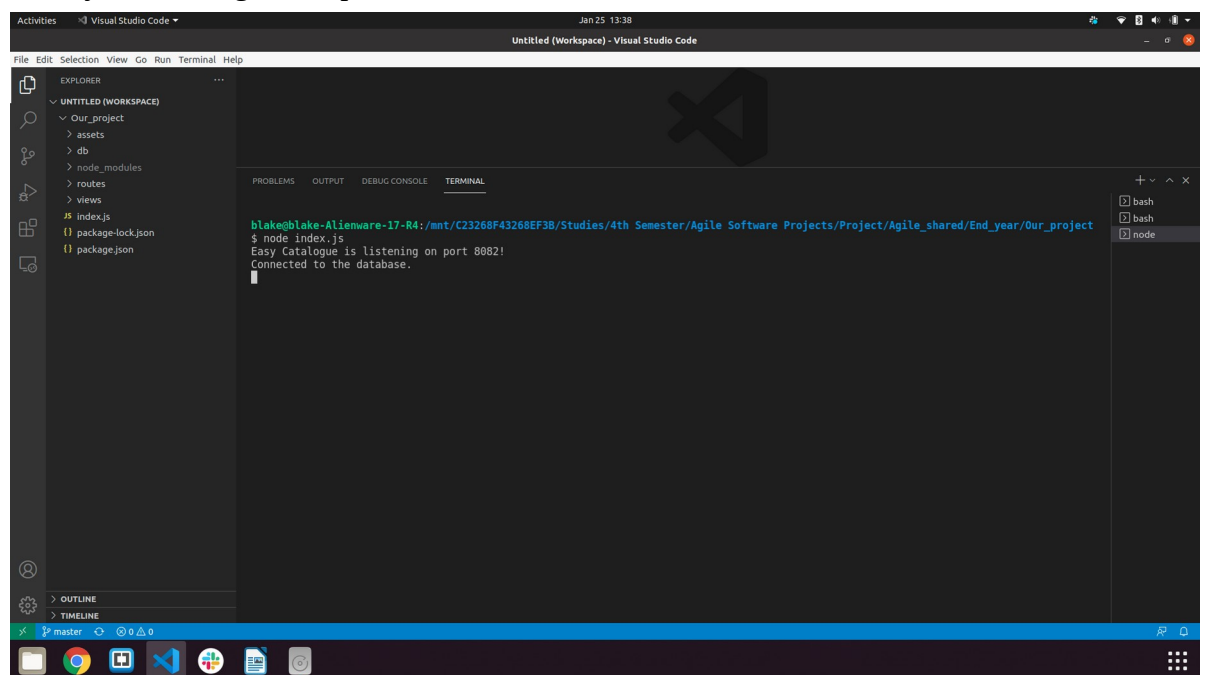 Activities Visual Studio Code Jan 25 13:38
Untitled (Workspace) - Visual Studio Code
File Edit Selection View Go Run Terminal Help
EXPLORER
UNTITLED (WORKSPACE)
Our_project
assets
db
node_modules
routes
views
JS index.js
{} package-lock.json
{} package.json
OUTLINE
TIMELINE
PROBLEMS OUTPUT DEBUG CONSOLE TERMINAL
blake@blake-Alienware-17-R4:/mnt/C23268F43268EF3B/Studies/4th Semester/Agile Software Projects/Project/Agile_shared/End_year/Our_project
$ node index.js
Easy Catalogue is listening on port 8082!
Connected to the database.
bash
bash
node
master 0 0